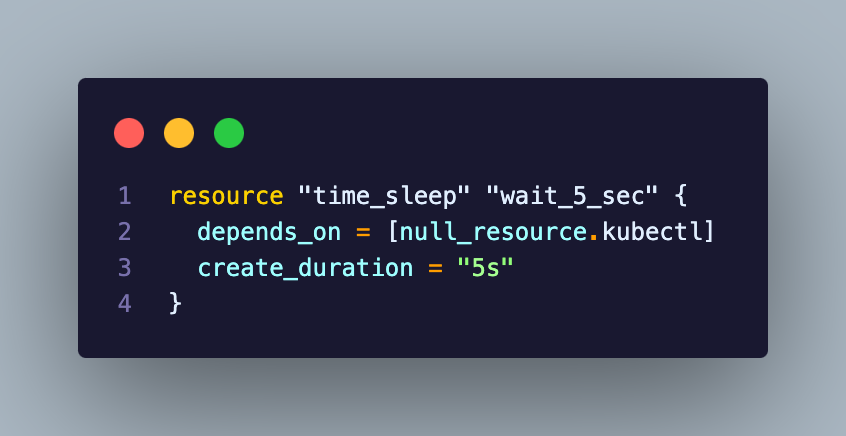 1 resource "time_sleep" "wait_5_sec" {
2   depends_on = [null_resource.kubectl]
3   create_duration = "5s"
4 }